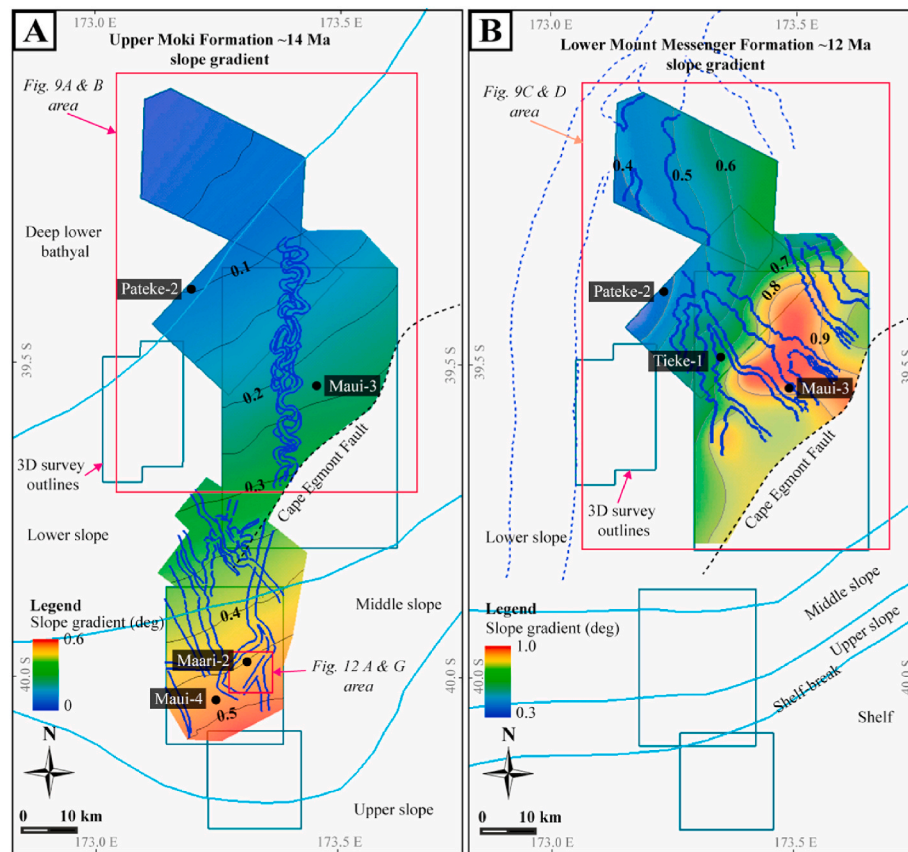 173.0 E
173.5 E
A
Upper Moki Formation ~14 Ma
slope gradient
Fig. 9A & B
area
Deep lower
bathyal
0.1
Pateke-2
39.5 S
0.2
Maui-3
3D survey
outlines
0.3
Cape Egmont Fault
Lower slope
Legend
Slope gradient (deg)
0.6
0
0.4
Middle slope
Maari-2
Fig. 12 A & G
area
40.0 S
Maui-4
0.5
N
Upper slope
0
10 km
173.0 E
173.5 E
173.0 E
173.5 E
B
Lower Mount Messenger Formation ~12 Ma
slope gradient
Fig. 9C & D
area
0.4
0.5
0.6
0.7
0.8
Pateke-2
0.9
39.5 S
Tieke-1
Maui-3
3D survey
outlines
Cape Egmont Fault
Lower slope
Legend
Slope gradient (deg)
1.0
0.3
Middle slope
Upper slope
40.0 S
Shelf-break
Shelf
N
0
10 km
173.0 E
173.5 E
39.5 S
40.0 S